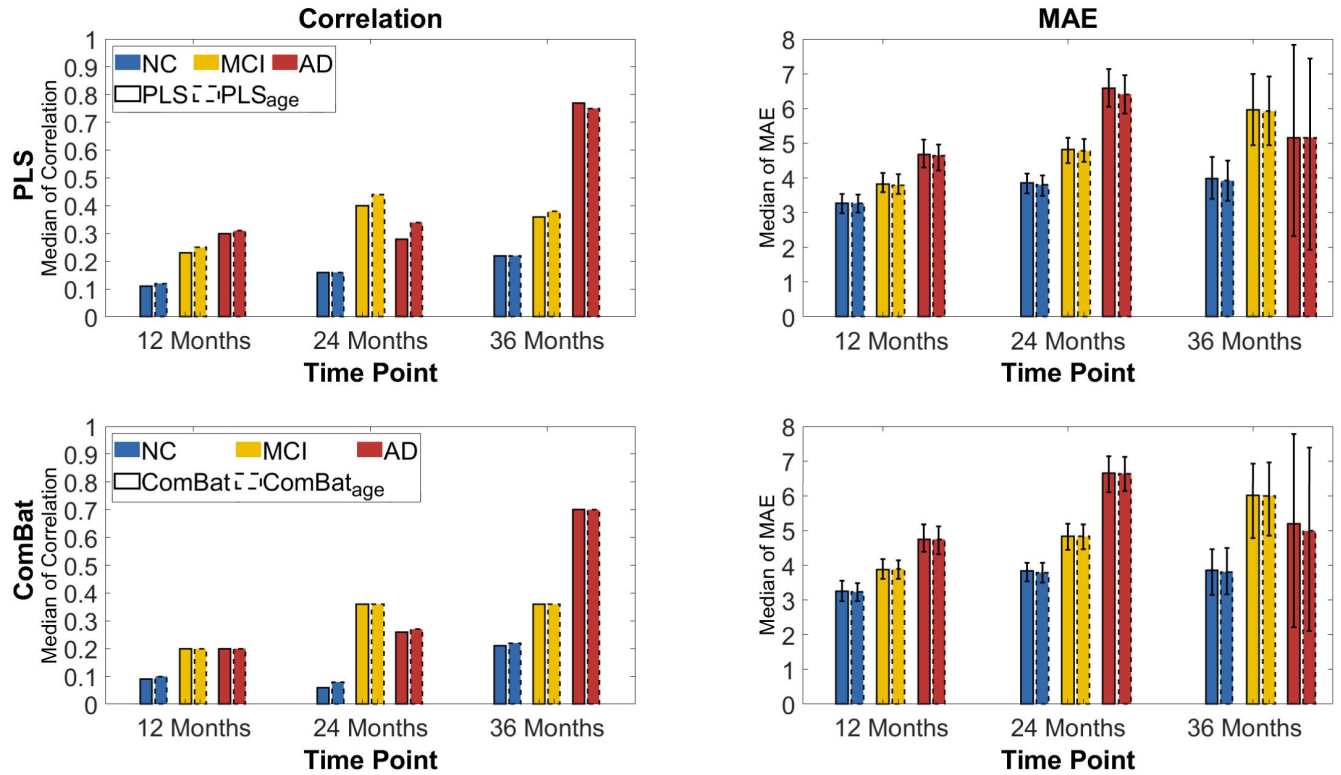 Correlation
PLS
Median of Correlation
1
0.9
0.8
0.7
0.6
0.5
0.4
0.3
0.2
0.1
0
NC MCI AD
PLS PLSage
12 Months 24 Months 36 Months
Time Point
MAE
Median of MAE
8
7
6
5
4
3
2
1
0
12 Months 24 Months 36 Months
Time Point
ComBat
Median of Correlation
1
0.9
0.8
0.7
0.6
0.5
0.4
0.3
0.2
0.1
0
NC MCI AD
ComBat ComBatage
12 Months 24 Months 36 Months
Time Point
Median of MAE
8
7
6
5
4
3
2
1
0
12 Months 24 Months 36 Months
Time Point